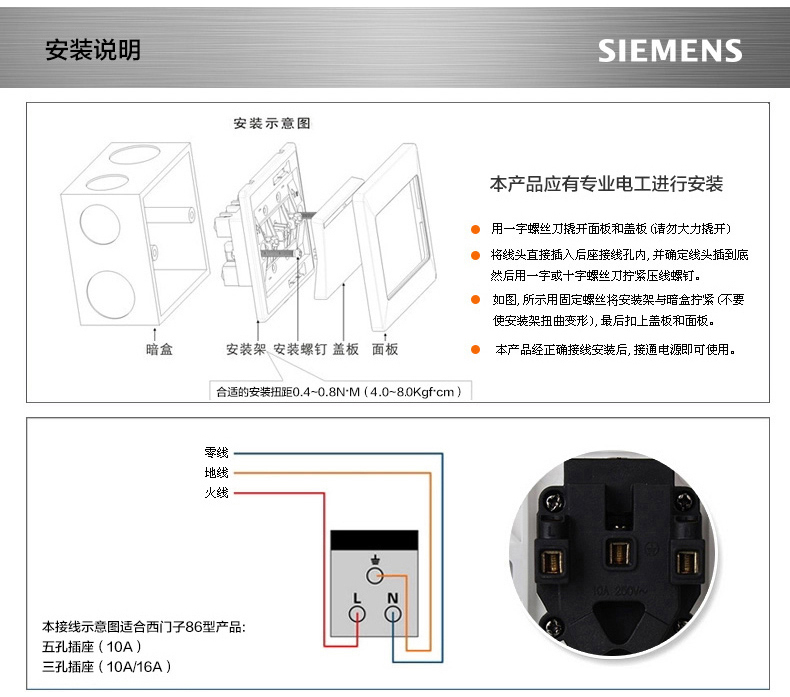 安装说明
SIEMENS
安装示意图
暗盒
安装架
安装螺钉
盖板
面板
合适的安装扭距0.4~0.8N·M（4.0~8.0Kgf·cm）
本产品应有专业电工进行安装
用一字螺丝刀撬开面板和盖板(请勿大力撬开)
将线头直接插入后座接线孔内,并确定线头插到底
然后用一字或十字螺丝刀拧紧压线螺钉。
如图,所示用固定螺丝将安装架与暗盒拧紧(不要
使安装架扭曲变形),最后扣上盖板和面板。
本产品经正确接线安装后,接通电源即可使用。
零线
地线
火线
L
N
本接线示意图适合西门子86型产品:
五孔插座（10A）
三孔插座（10A/16A）
10A 250V~